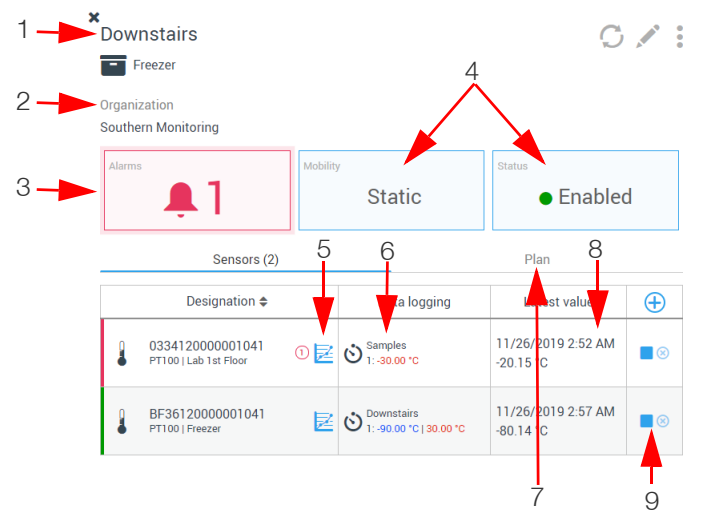 1
Downstairs
Freezer
2
Organization
Southern Monitoring
4
3
Alarms
1
Mobility
Static
Status
Enabled
5
6
8
Sensors (2)
Plan
Designation
logging
value
0334120000001041
PT100 | Lab 1st Floor
1
Samples
1: -30.00 °C
11/26/2019 2:52 AM
-20.15 °C
BF36120000001041
PT100 | Freezer
Downstairs
1: -90.00 °C | 30.00 °C
11/26/2019 2:57 AM
-80.14 °C
7
9